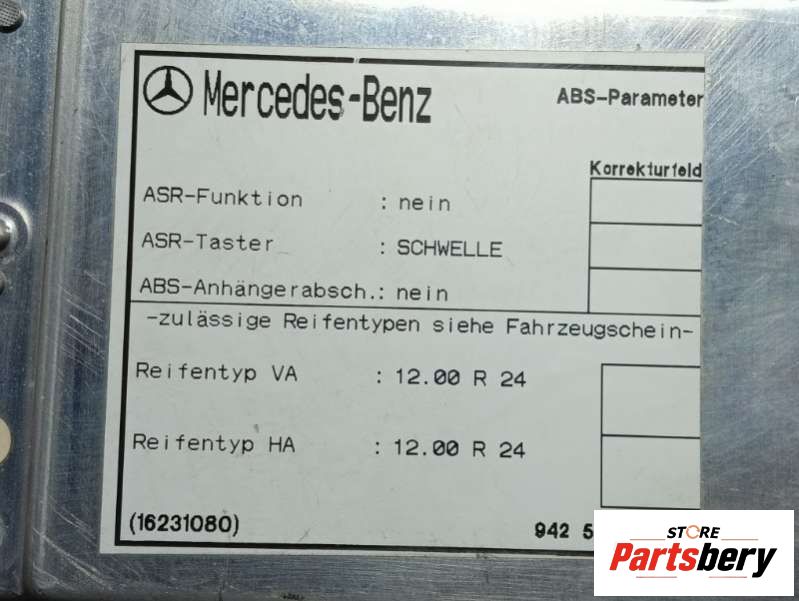 Mercedes-Benz
ABS-Parameter
Korrekturfeld
ASR-Funktion : nein
ASR-Taster : SCHWELLE
ABS-Anhängerabsch.: nein
-zulässige Reifentypen siehe Fahrzeugschein-
Reifentyp VA : 12.00 R 24
Reifentyp HA : 12.00 R 24
(16231080)
942 5
STORE
Partsbery